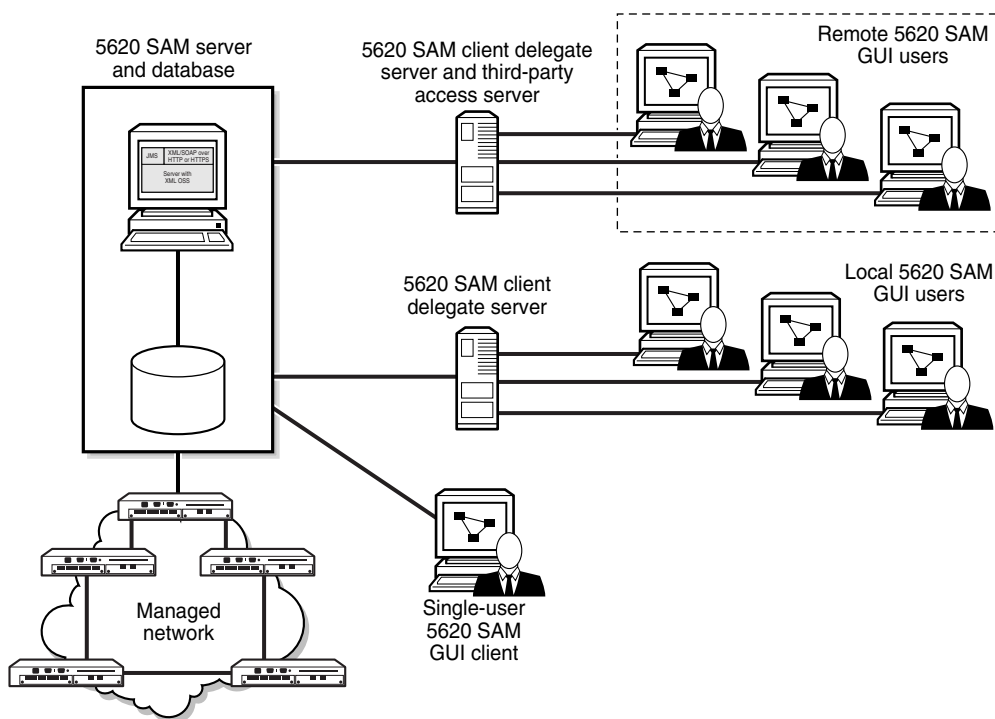 5620 SAM server
and database
JMS
XML/SOAP over
HTTP or HTTPS
Server with
XML OSS
5620 SAM client delegate
server and third-party
access server
Remote 5620 SAM
GUI users
5620 SAM client
delegate server
Local 5620 SAM
GUI users
Single-user
5620 SAM
GUI client
Managed
network